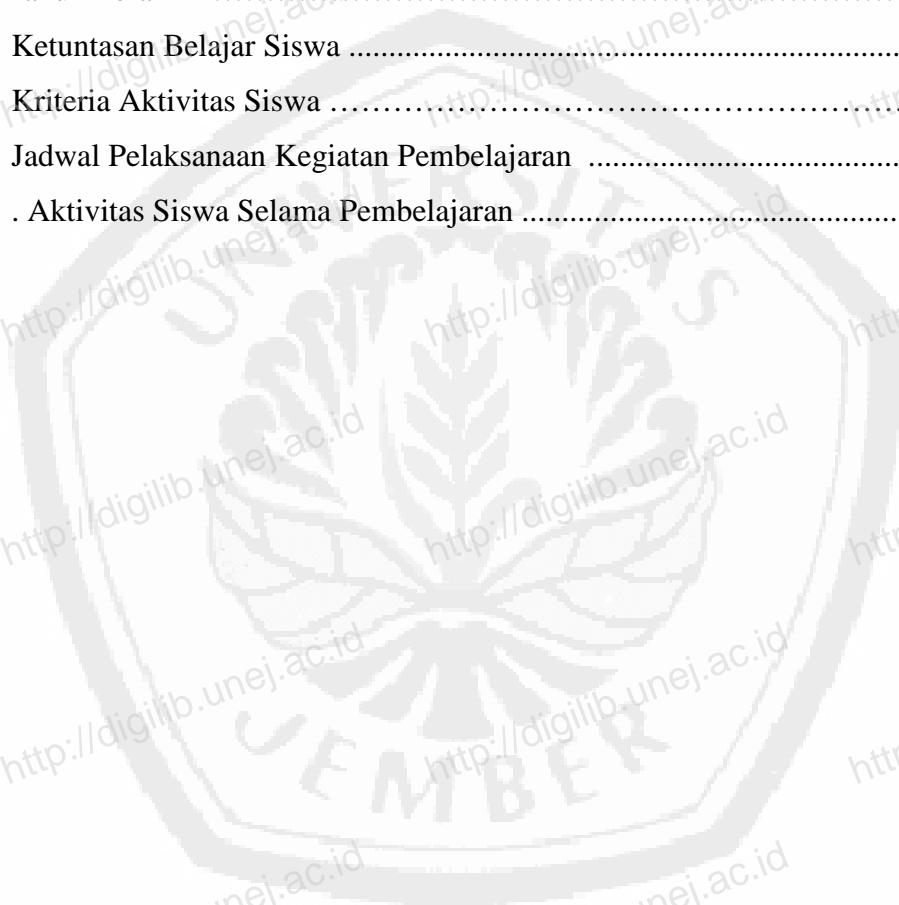 Ketuntasan Belajar Siswa ..........................................................
Kriteria Aktivitas Siswa ……………………………………………………
Jadwal Pelaksanaan Kegiatan Pembelajaran .................................
. Aktivitas Siswa Selama Pembelajaran ........................................
UNIVERSITAS
JEMBER
http://digilib.unej.ac.id
http://digilib.unej.ac.id
http://digilib.unej.ac.id
http://digilib.unej.ac.id
http://digilib.unej.ac.id
http://digilib.unej.ac.id
http://digilib.unej.ac.id
http://digilib.unej.ac.id